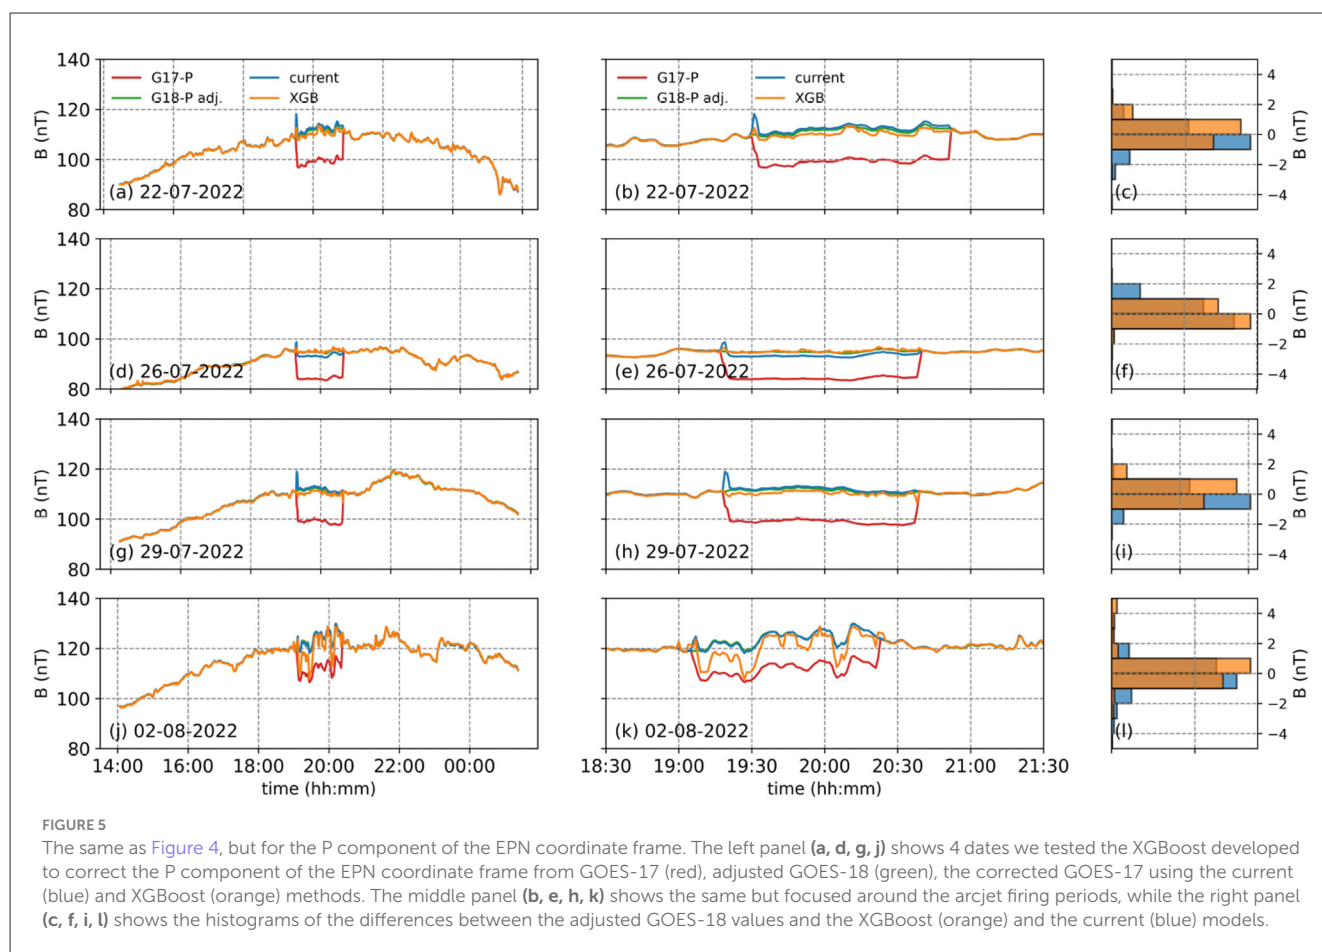 140
120
100
80
B (nT)
G17-P
current
G18-P adj.
XGB
(a) 22-07-2022
G17-P
current
G18-P adj.
XGB
(b) 22-07-2022
(c)
4
2
0
−2
−4
B (nT)
140
120
100
80
B (nT)
(d) 26-07-2022
(e) 26-07-2022
(f)
4
2
0
−2
−4
B (nT)
140
120
100
80
B (nT)
(g) 29-07-2022
(h) 29-07-2022
(i)
4
2
0
−2
−4
B (nT)
140
120
100
80
B (nT)
(j) 02-08-2022
(k) 02-08-2022
(l)
4
2
0
−2
−4
B (nT)
14:00 16:00 18:00 20:00 22:00 00:00
time (hh:mm)
18:30 19:00 19:30 20:00 20:30 21:00 21:30
time (hh:mm)
FIGURE 5
The same as Figure 4, but for the P component of the EPN coordinate frame. The left panel (a, d, g, j) shows 4 dates we tested the XGBoost developed
to correct the P component of the EPN coordinate frame from GOES-17 (red), adjusted GOES-18 (green), the corrected GOES-17 using the current
(blue) and XGBoost (orange) methods. The middle panel (b, e, h, k) shows the same but focused around the arcjet firing periods, while the right panel
(c, f, i, l) shows the histograms of the differences between the adjusted GOES-18 values and the XGBoost (orange) and the current (blue) models.